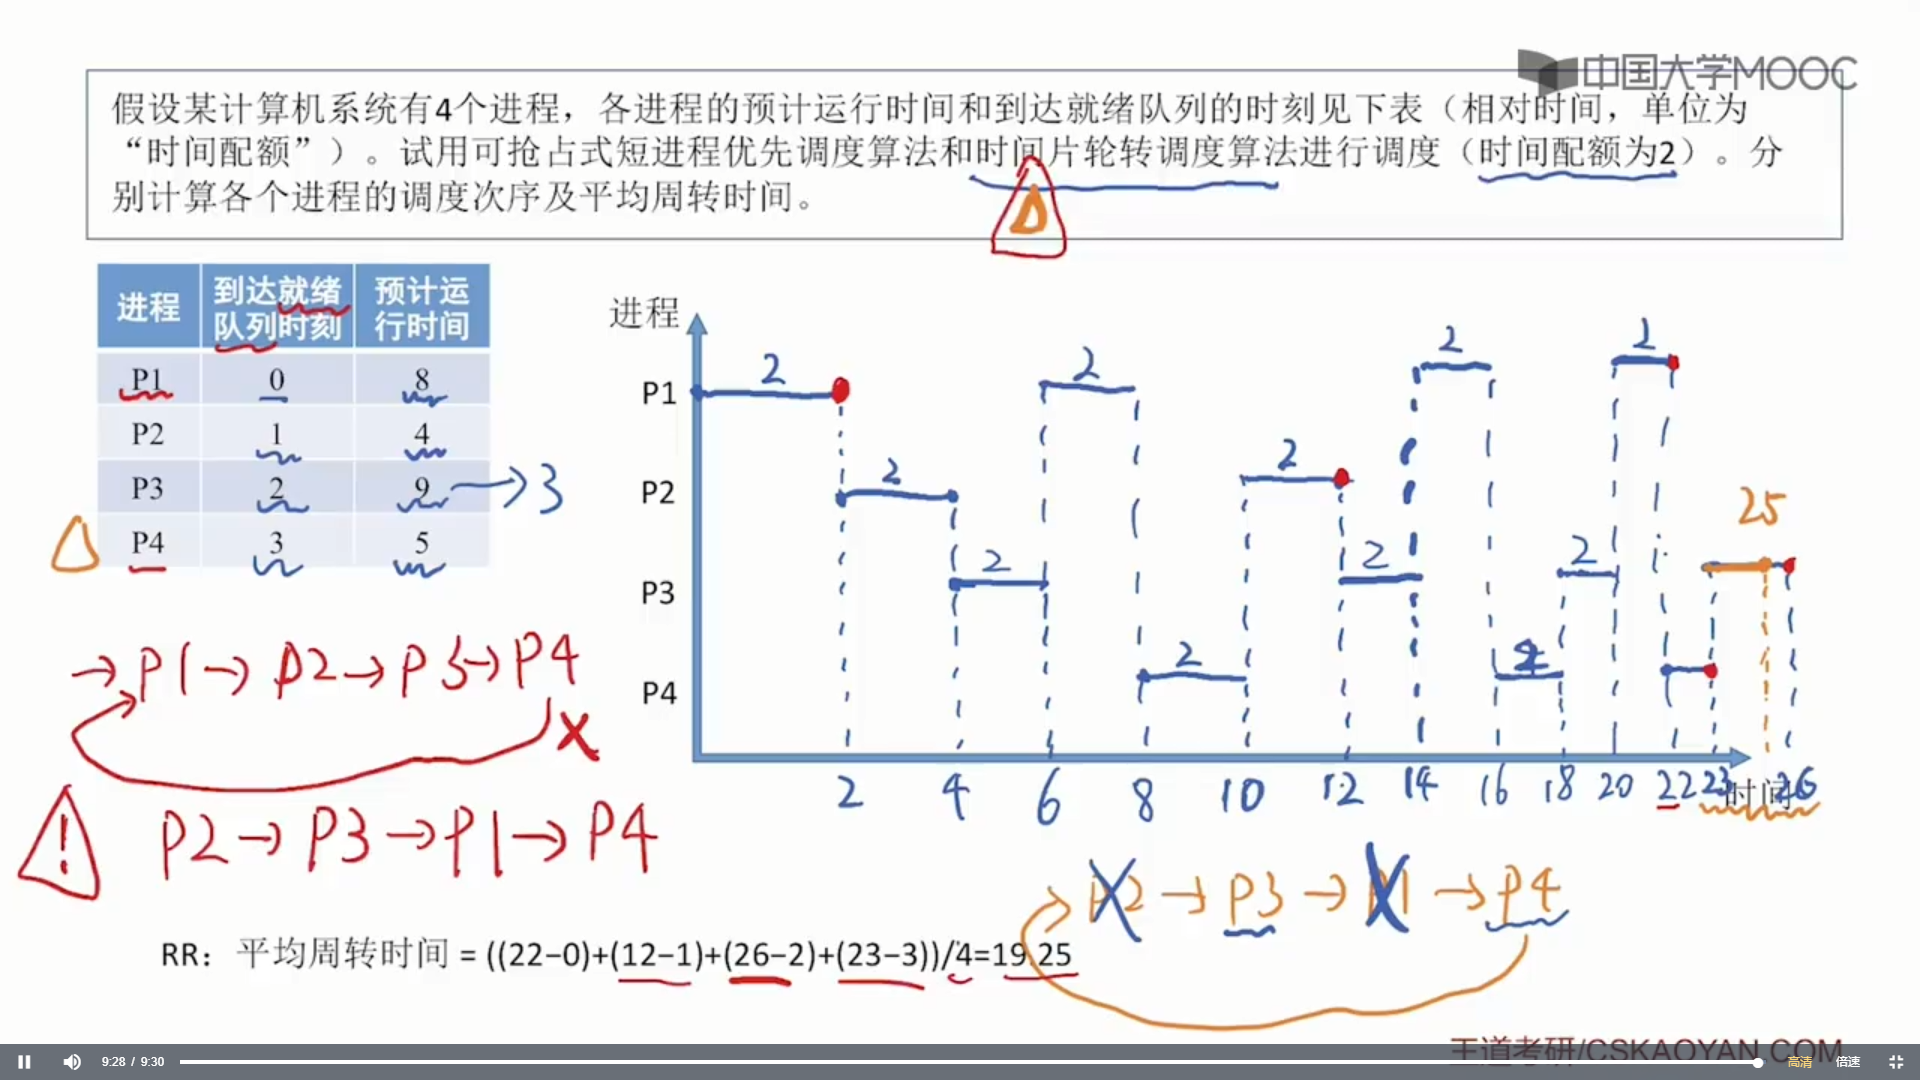 中国大学MOOC
假设某计算机系统有4个进程，各进程的预计运行时间和到达就绪队列的时刻见下表（相对时间，单位为
“时间配额”）。试用可抢占式短进程优先调度算法和时间片轮转调度算法进行调度（时间配额为2）。分
别计算各个进程的调度次序及平均周转时间。
进程 到达就绪队列时刻 预计运行时间
P1 0 8
P2 1 4
P3 2 9 → 3
P4 3 5
进程
P1
P2
P3
P4
2 2 2 2
2 2
2 2 2
2
25
2 4 6 8 10 12 14 16 18 20 22 23 26
时间
→ P1 → P2 → P3 → P4
X
! P2 → P3 → P1 → P4
→ P2 → P3 → P1 → P4
RR：平均周转时间 = ((22−0)+(12−1)+(26−2)+(23−3))/4=19.25
王道考研/CSKAOYAN.COM
9:28 / 9:30
高清
倍速